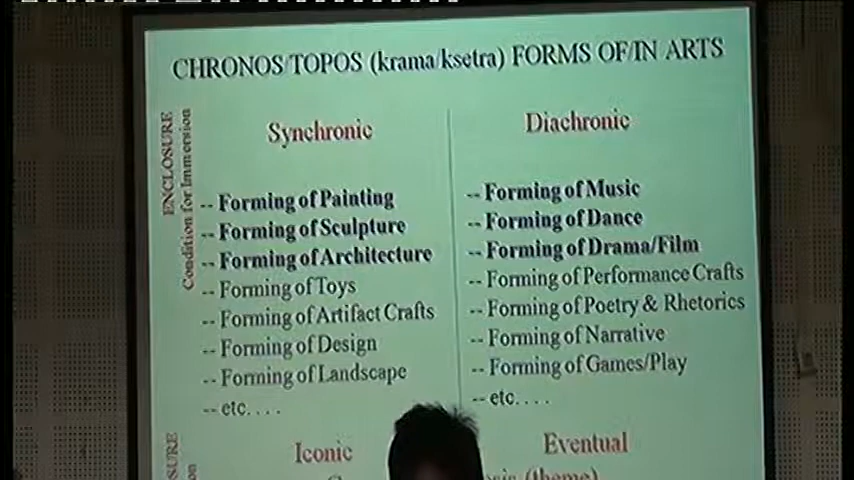 CHRONOS/TOPOS (krama/ksetra) FORMS OF/IN ARTS
ENCLOSURE
Condition for Immersion
Synchronic
-- Forming of Painting
-- Forming of Sculpture
-- Forming of Architecture
-- Forming of Toys
-- Forming of Artifact Crafts
-- Forming of Design
-- Forming of Landscape
-- etc. . . .
Diachronic
-- Forming of Music
-- Forming of Dance
-- Forming of Drama/Film
-- Forming of Performance Crafts
-- Forming of Poetry & Rhetorics
-- Forming of Narrative
-- Forming of Games/Play
-- etc. . . .
Iconic
Eventual
(theme)